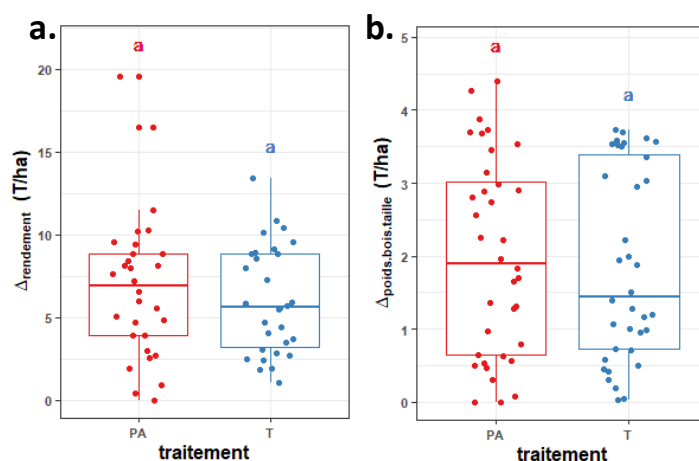 a.
Δrendement (T/ha)
20
15
10
5
0
a
a
PA
T
traitement
b.
Δpoids.bois.taille (T/ha)
5
4
3
2
1
0
a
a
PA
T
traitement